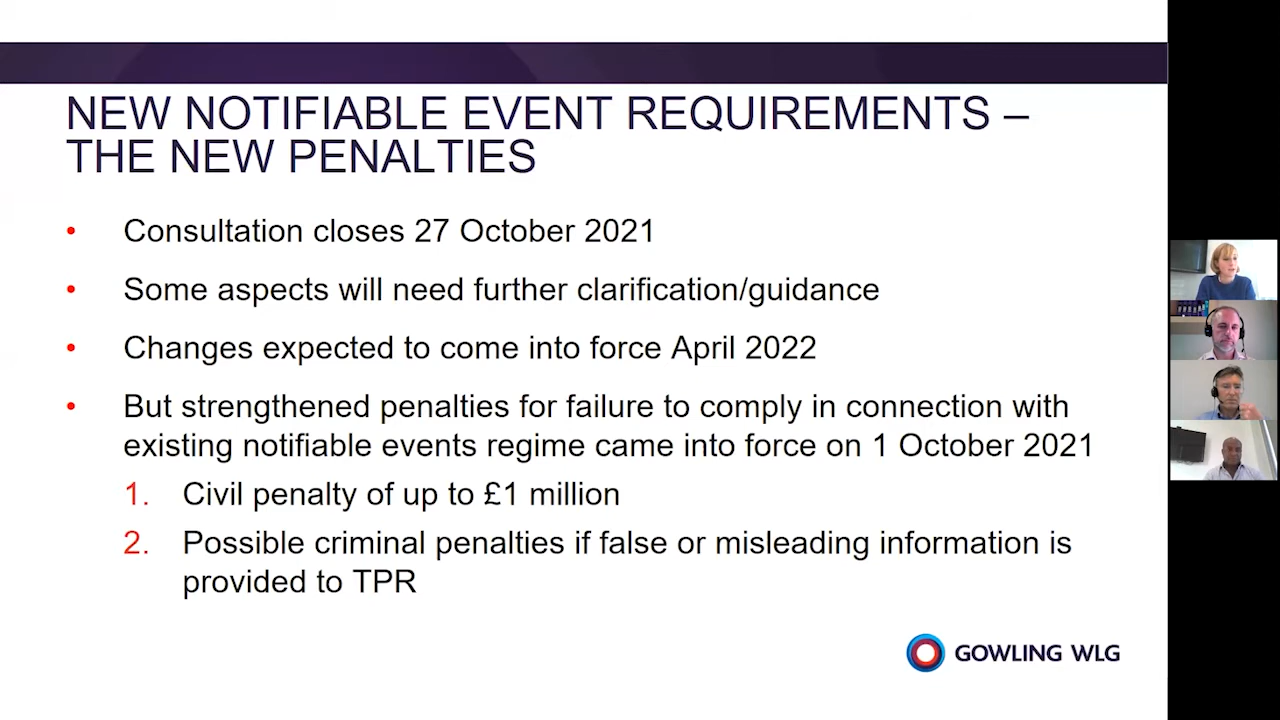 NEW NOTIFIABLE EVENT REQUIREMENTS –
THE NEW PENALTIES
• Consultation closes 27 October 2021
• Some aspects will need further clarification/guidance
• Changes expected to come into force April 2022
• But strengthened penalties for failure to comply in connection with
existing notifiable events regime came into force on 1 October 2021
1. Civil penalty of up to £1 million
2. Possible criminal penalties if false or misleading information is
provided to TPR
GOWLING WLG